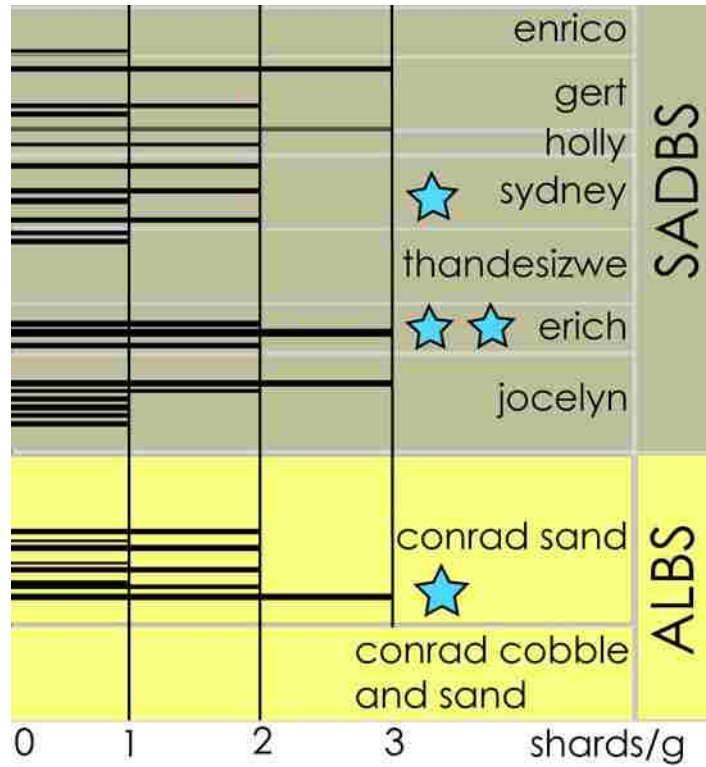 enrico
gert
holly
sydney
thandesizwe
erich
jocelyn
SADBS
conrad sand
conrad cobble
and sand
ALBS
0 1 2 3 shards/g